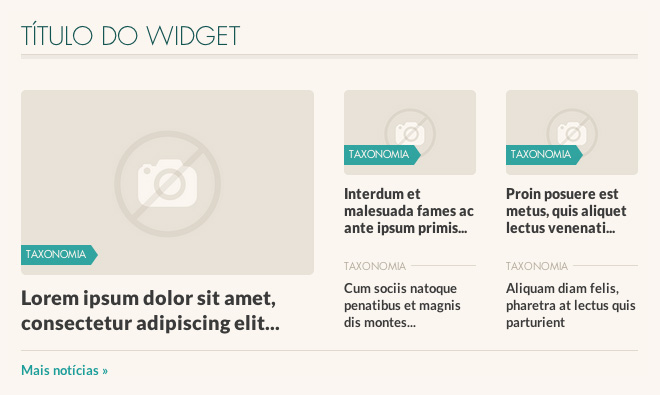 TÍTULO DO WIDGET
TAXONOMIA
Lorem ipsum dolor sit amet,
consectetur adipiscing elit...
TAXONOMIA
Interdum et
malesuada fames ac
ante ipsum primis...
TAXONOMIA
Cum sociis natoque
penatibus et magnis
dis montes...
TAXONOMIA
Proin posuere est
metus, quis aliquet
lectus venenati...
TAXONOMIA
Aliquam diam felis,
pharetra at lectus quis
parturient
Mais notícias »